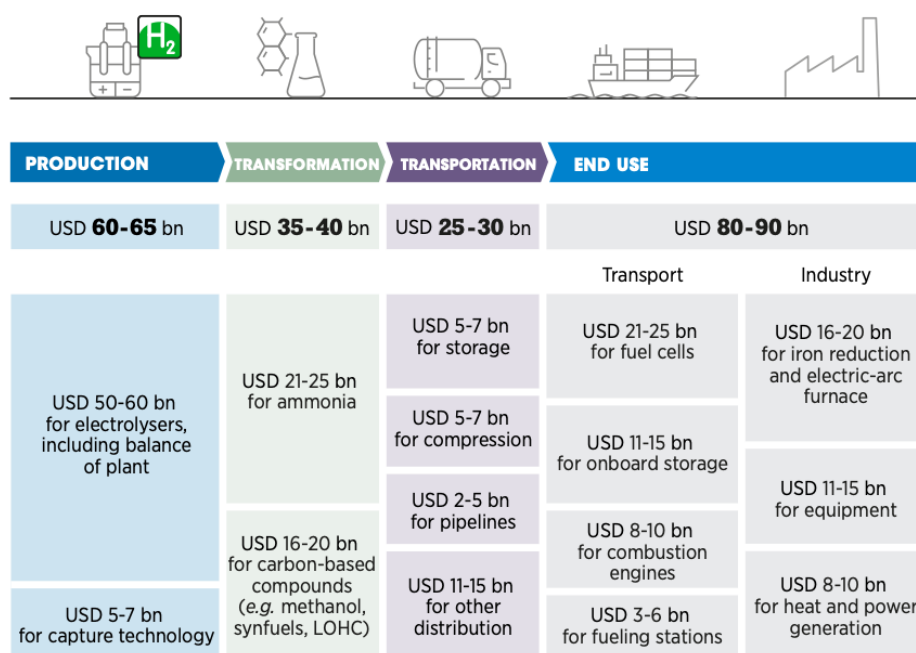 H2
+ −
PRODUCTION
TRANSFORMATION
TRANSPORTATION
END USE
USD 60-65 bn
USD 35-40 bn
USD 25-30 bn
USD 80-90 bn
Transport
Industry
USD 50-60 bn
for electrolysers,
including balance
of plant
USD 5-7 bn
for capture technology
USD 21-25 bn
for ammonia
USD 16-20 bn
for carbon-based
compounds
(e.g. methanol,
synfuels, LOHC)
USD 5-7 bn
for storage
USD 5-7 bn
for compression
USD 2-5 bn
for pipelines
USD 11-15 bn
for other
distribution
USD 21-25 bn
for fuel cells
USD 11-15 bn
for onboard storage
USD 8-10 bn
for combustion
engines
USD 3-6 bn
for fueling stations
USD 16-20 bn
for iron reduction
and electric-arc
furnace
USD 11-15 bn
for equipment
USD 8-10 bn
for heat and power
generation